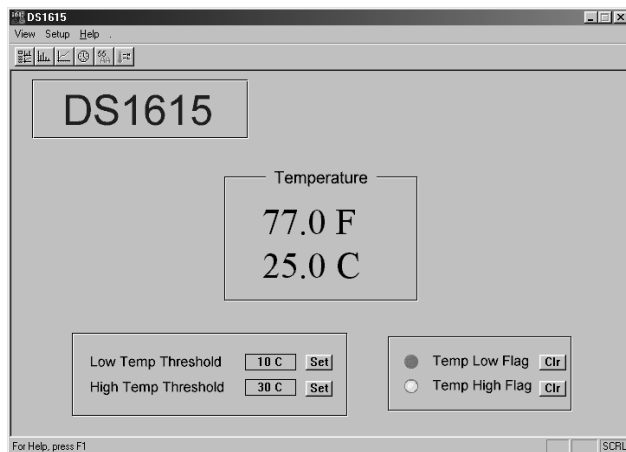 DS1615
View Setup Help .
DS1615
Temperature
77.0 F
25.0 C
Low Temp Threshold 10 C Set
High Temp Threshold 30 C Set
Temp Low Flag Clr
Temp High Flag Clr
For Help, press F1
SCRL